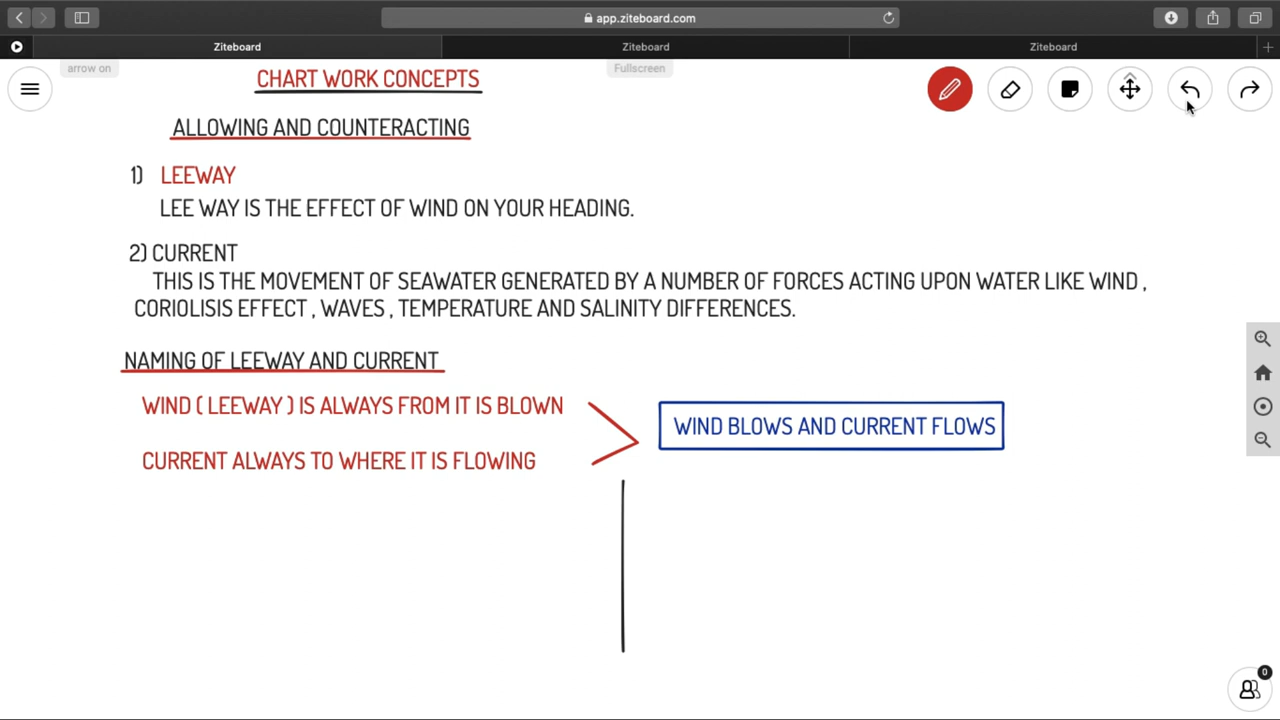 app.ziteboard.com
Ziteboard
Ziteboard
Ziteboard
arrow on
Fullscreen
CHART WORK CONCEPTS
ALLOWING AND COUNTERACTING
1) LEEWAY
LEE WAY IS THE EFFECT OF WIND ON YOUR HEADING.
2) CURRENT
THIS IS THE MOVEMENT OF SEAWATER GENERATED BY A NUMBER OF FORCES ACTING UPON WATER LIKE WIND ,
CORIOLISIS EFFECT , WAVES , TEMPERATURE AND SALINITY DIFFERENCES.
NAMING OF LEEWAY AND CURRENT
WIND ( LEEWAY ) IS ALWAYS FROM IT IS BLOWN
WIND BLOWS AND CURRENT FLOWS
CURRENT ALWAYS TO WHERE IT IS FLOWING
0